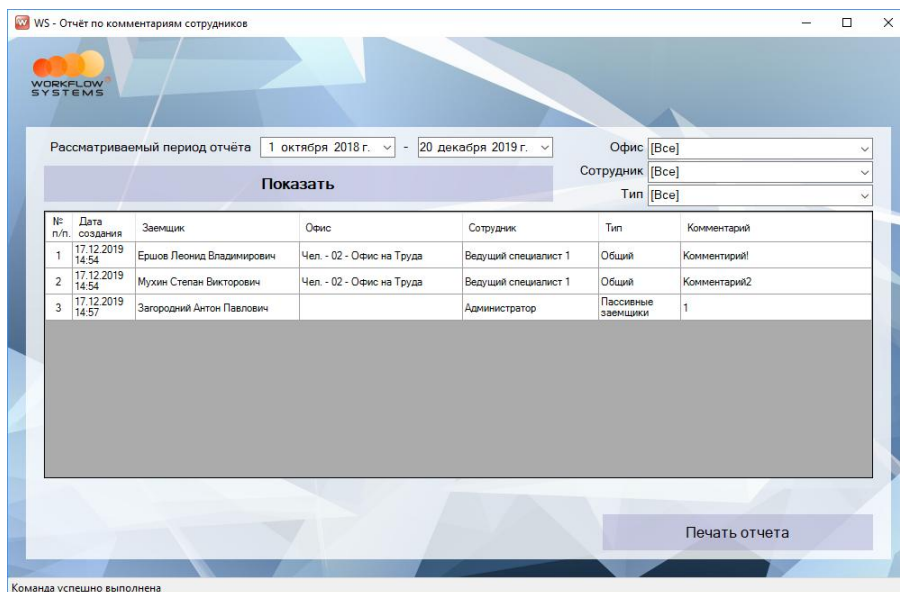 WS - Отчёт по комментариям сотрудников
WORKFLOW
SYSTEMS
Рассматриваемый период отчёта 1 октября 2018 г. - 20 декабря 2019 г. Офис [Все]
Сотрудник [Все]
Показать
Тип [Все]
№ п/п. Дата создания Заемщик Офис Сотрудник Тип Комментарий
1 17.12.2019 14:54 Ершов Леонид Владимирович Чел. - 02 - Офис на Труда Ведущий специалист 1 Общий Комментирий!
2 17.12.2019 14:54 Мухин Степан Викторович Чел. - 02 - Офис на Труда Ведущий специалист 1 Общий Комментарий2
3 17.12.2019 14:57 Загородний Антон Павлович Администратор Пассивные заемщики 1
Печать отчета
Команда успешно выполнена